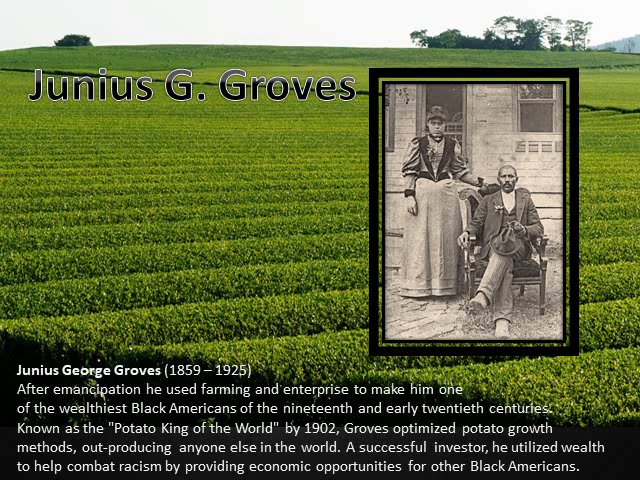 Junius G. Groves
Junius George Groves (1859 – 1925)
After emancipation he used farming and enterprise to make him one
of the wealthiest Black Americans of the nineteenth and early twentieth centuries.
Known as the "Potato King of the World" by 1902, Groves optimized potato growth
methods, out-producing anyone else in the world. A successful investor, he utilized wealth
to help combat racism by providing economic opportunities for other Black Americans.